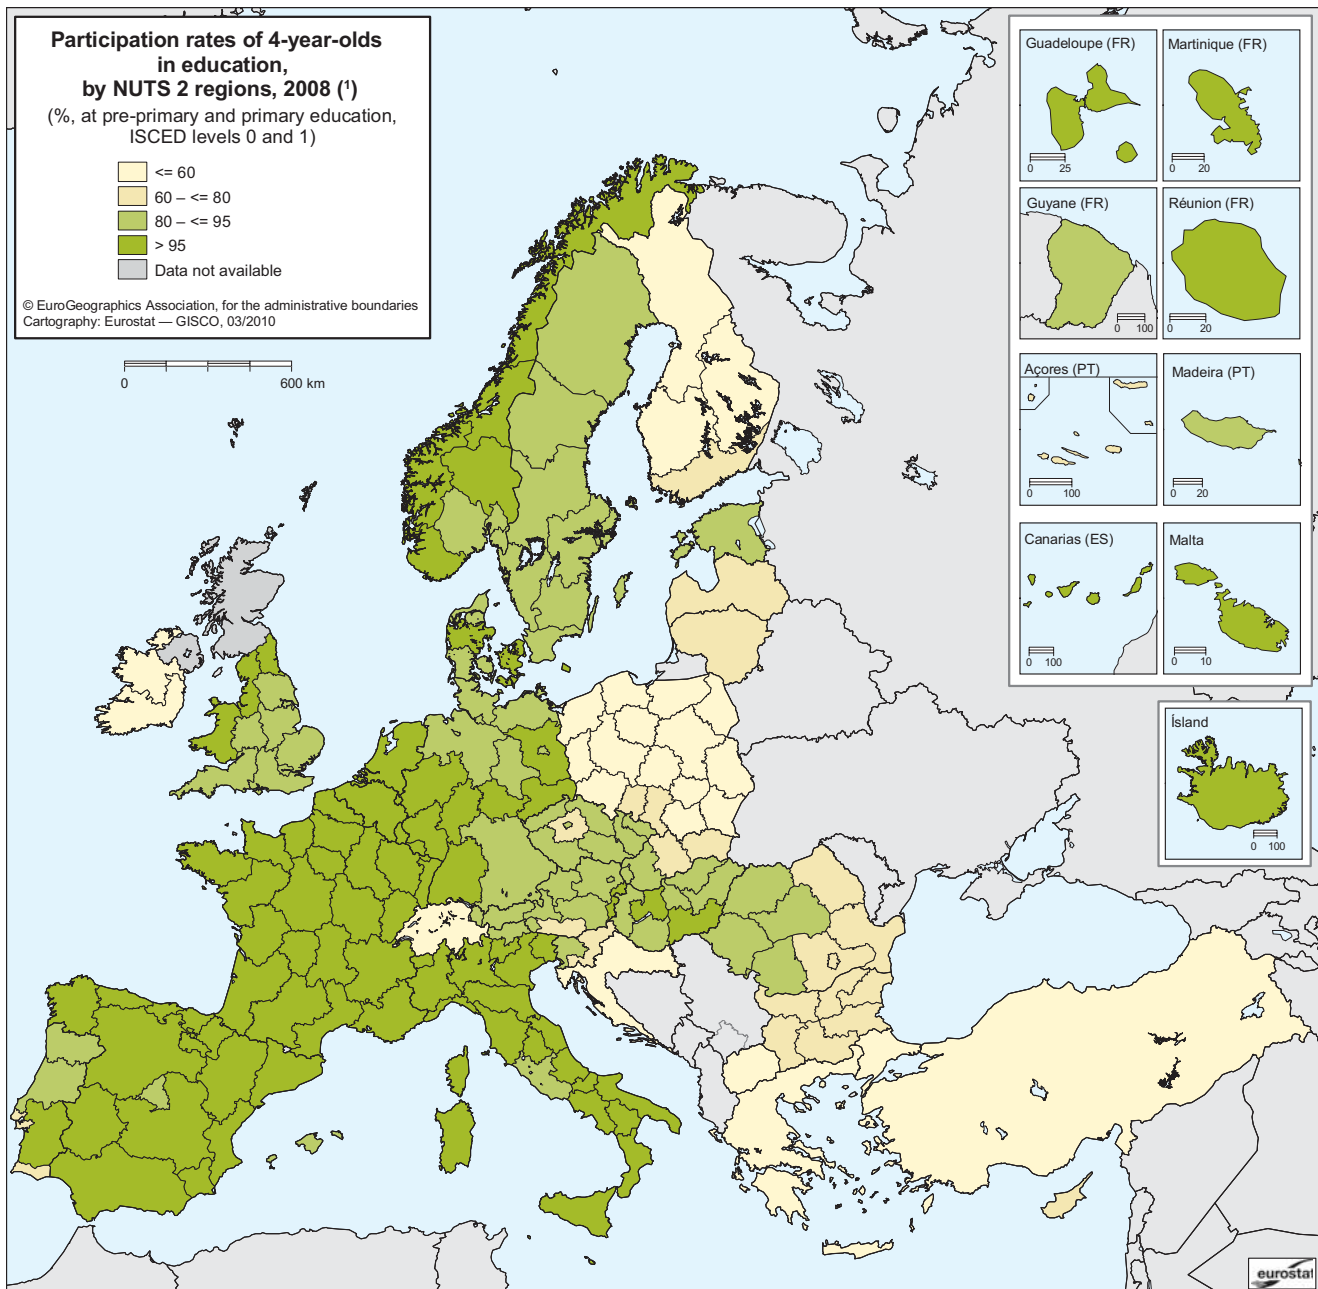 Participation rates of 4-year-olds
in education,
by NUTS 2 regions, 2008 (¹)
(%, at pre-primary and primary education,
ISCED levels 0 and 1)
<= 60
60 – <= 80
80 – <= 95
> 95
Data not available
© EuroGeographics Association, for the administrative boundaries
Cartography: Eurostat — GISCO, 03/2010
0 600 km
Guadeloupe (FR)
0 25
Martinique (FR)
0 20
Guyane (FR)
0 100
Réunion (FR)
0 20
Açores (PT)
0 100
Madeira (PT)
0 20
Canarias (ES)
0 100
Malta
0 10
Ísland
0 100
eurostat